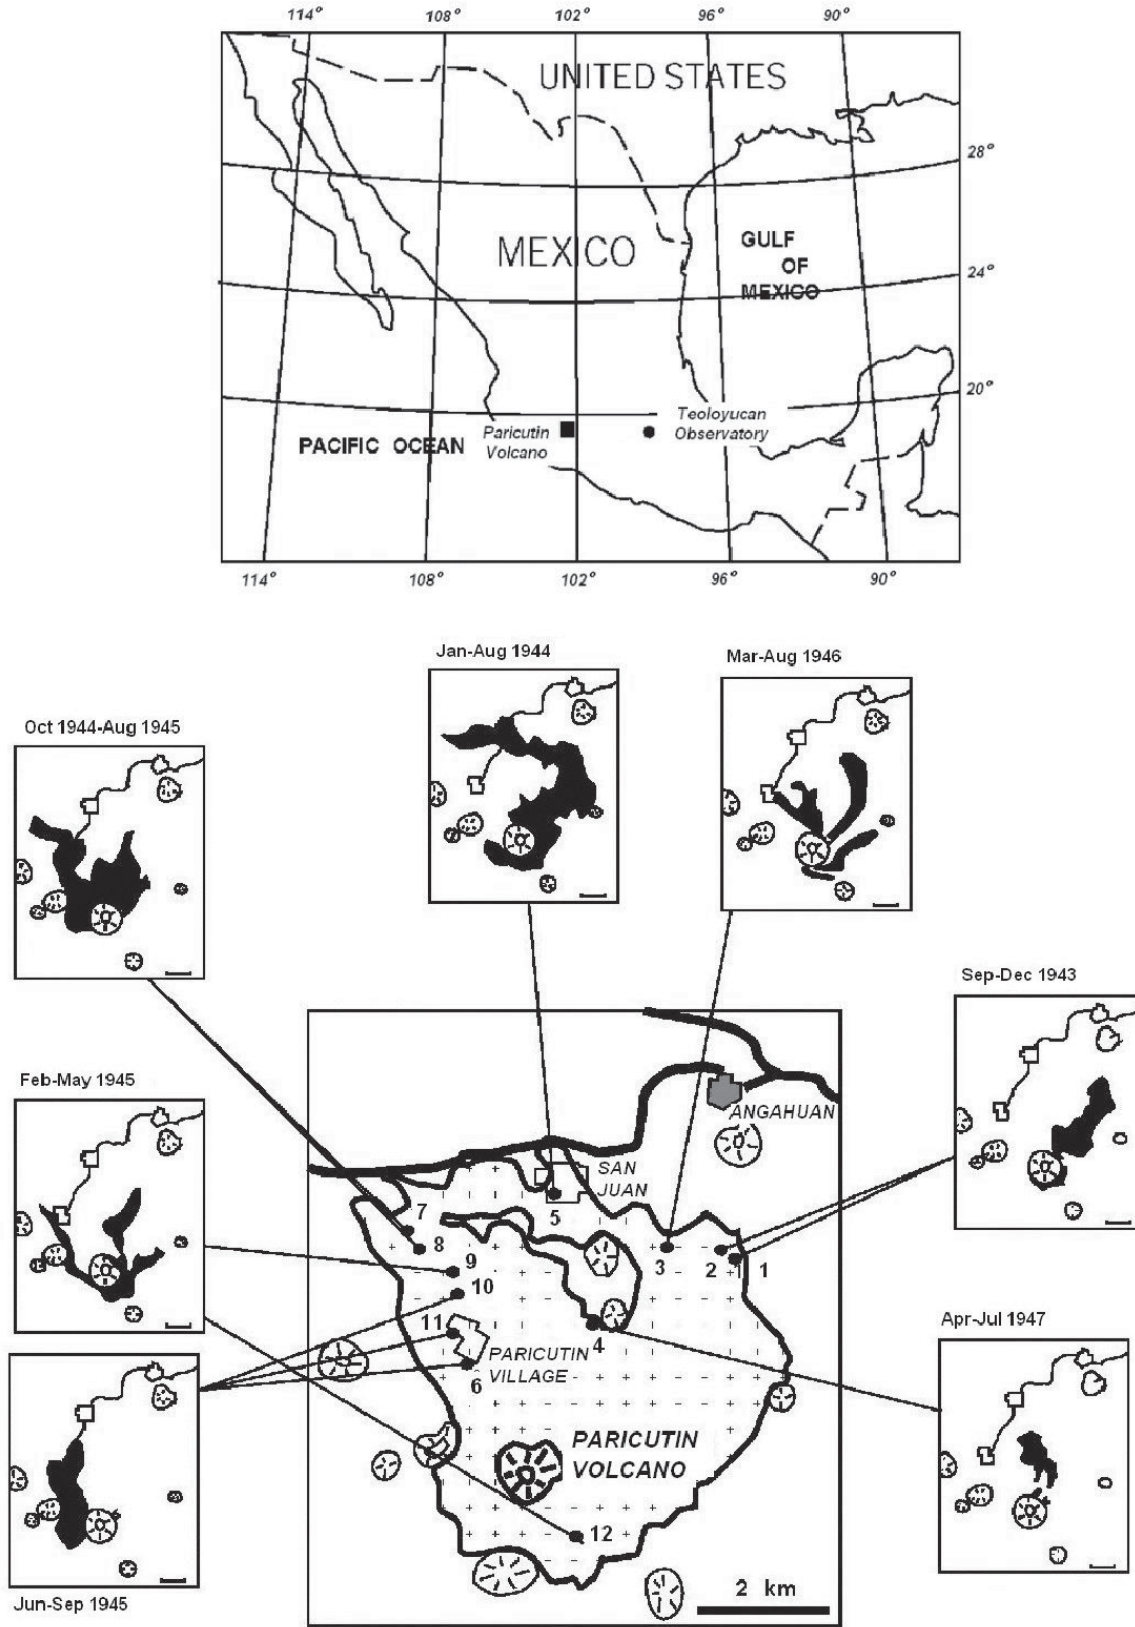 114° 108° 102° 96° 90°
UNITED STATES
28°
MEXICO
GULF
OF
MEXICO
24°
20°
Teoloyucan
Observatory
Paricutin
Volcano
PACIFIC OCEAN
114° 108° 102° 96° 90°
Jan-Aug 1944
Mar-Aug 1946
Oct 1944-Aug 1945
Sep-Dec 1943
Feb-May 1945
ANGAHUAN
SAN
JUAN
5
7
8
9
10
3
2
1
11
4
Apr-Jul 1947
PARICUTIN
VILLAGE
6
PARICUTIN
VOLCANO
12
2 km
Jun-Sep 1945